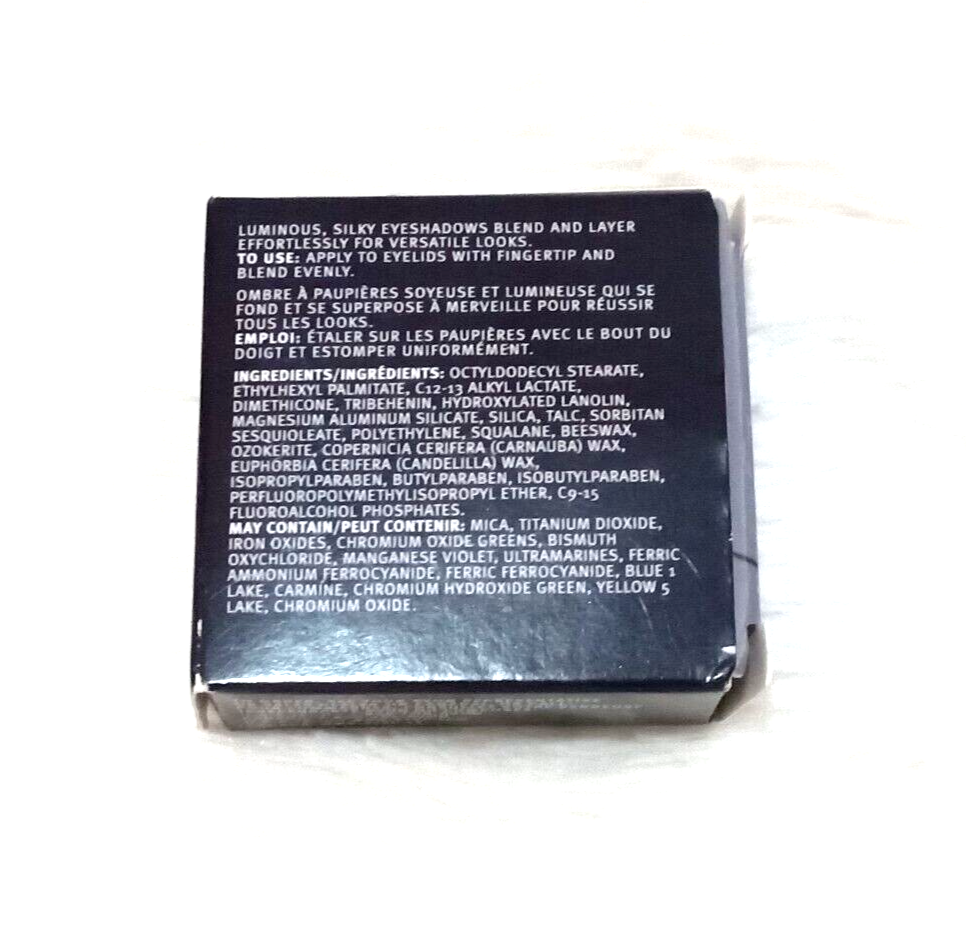 LUMINOUS, SILKY EYESHADOWS BLEND AND LAYER
EFFORTLESSLY FOR VERSATILE LOOKS.
TO USE: APPLY TO EYELIDS WITH FINGERTIP AND
BLEND EVENLY.
OMBRE À PAUPIÈRES SOYEUSE ET LUMINEUSE QUI SE
FOND ET SE SUPERPOSE À MERVEILLE POUR RÉUSSIR
TOUS LES LOOKS.
EMPLOI: ÉTALER SUR LES PAUPIÈRES AVEC LE BOUT DU
DOIGT ET ESTOMPER UNIFORMÉMENT.
INGREDIENTS/INGRÉDIENTS: OCTYLDODECYL STEARATE,
ETHYLHEXYL PALMITATE, C12-13 ALKYL LACTATE,
DIMETHICONE, TRIBEHENIN, HYDROXYLATED LANOLIN,
MAGNESIUM ALUMINUM SILICATE, SILICA, TALC, SORBITAN
SESQUIOLEATE, POLYETHYLENE, SQUALANE, BEESWAX,
OZOKERITE, COPERNICIA CERIFERA (CARNAUBA) WAX,
EUPHORBIA CERIFERA (CANDELILLA) WAX,
ISOPROPYLPARABEN, BUTYLPARABEN, ISOBUTYLPARABEN,
PERFLUOROPOLYMETHYLISOPROPYL ETHER, C9-15
FLUOROALCOHOL PHOSPHATES.
MAY CONTAIN/PEUT CONTENIR: MICA, TITANIUM DIOXIDE,
IRON OXIDES, CHROMIUM OXIDE GREENS, BISMUTH
OXYCHLORIDE, MANGANESE VIOLET, ULTRAMARINES, FERRIC
AMMONIUM FERROCYANIDE, FERRIC FERROCYANIDE, BLUE 1
LAKE, CARMINE, CHROMIUM HYDROXIDE GREEN, YELLOW 5
LAKE, CHROMIUM OXIDE.